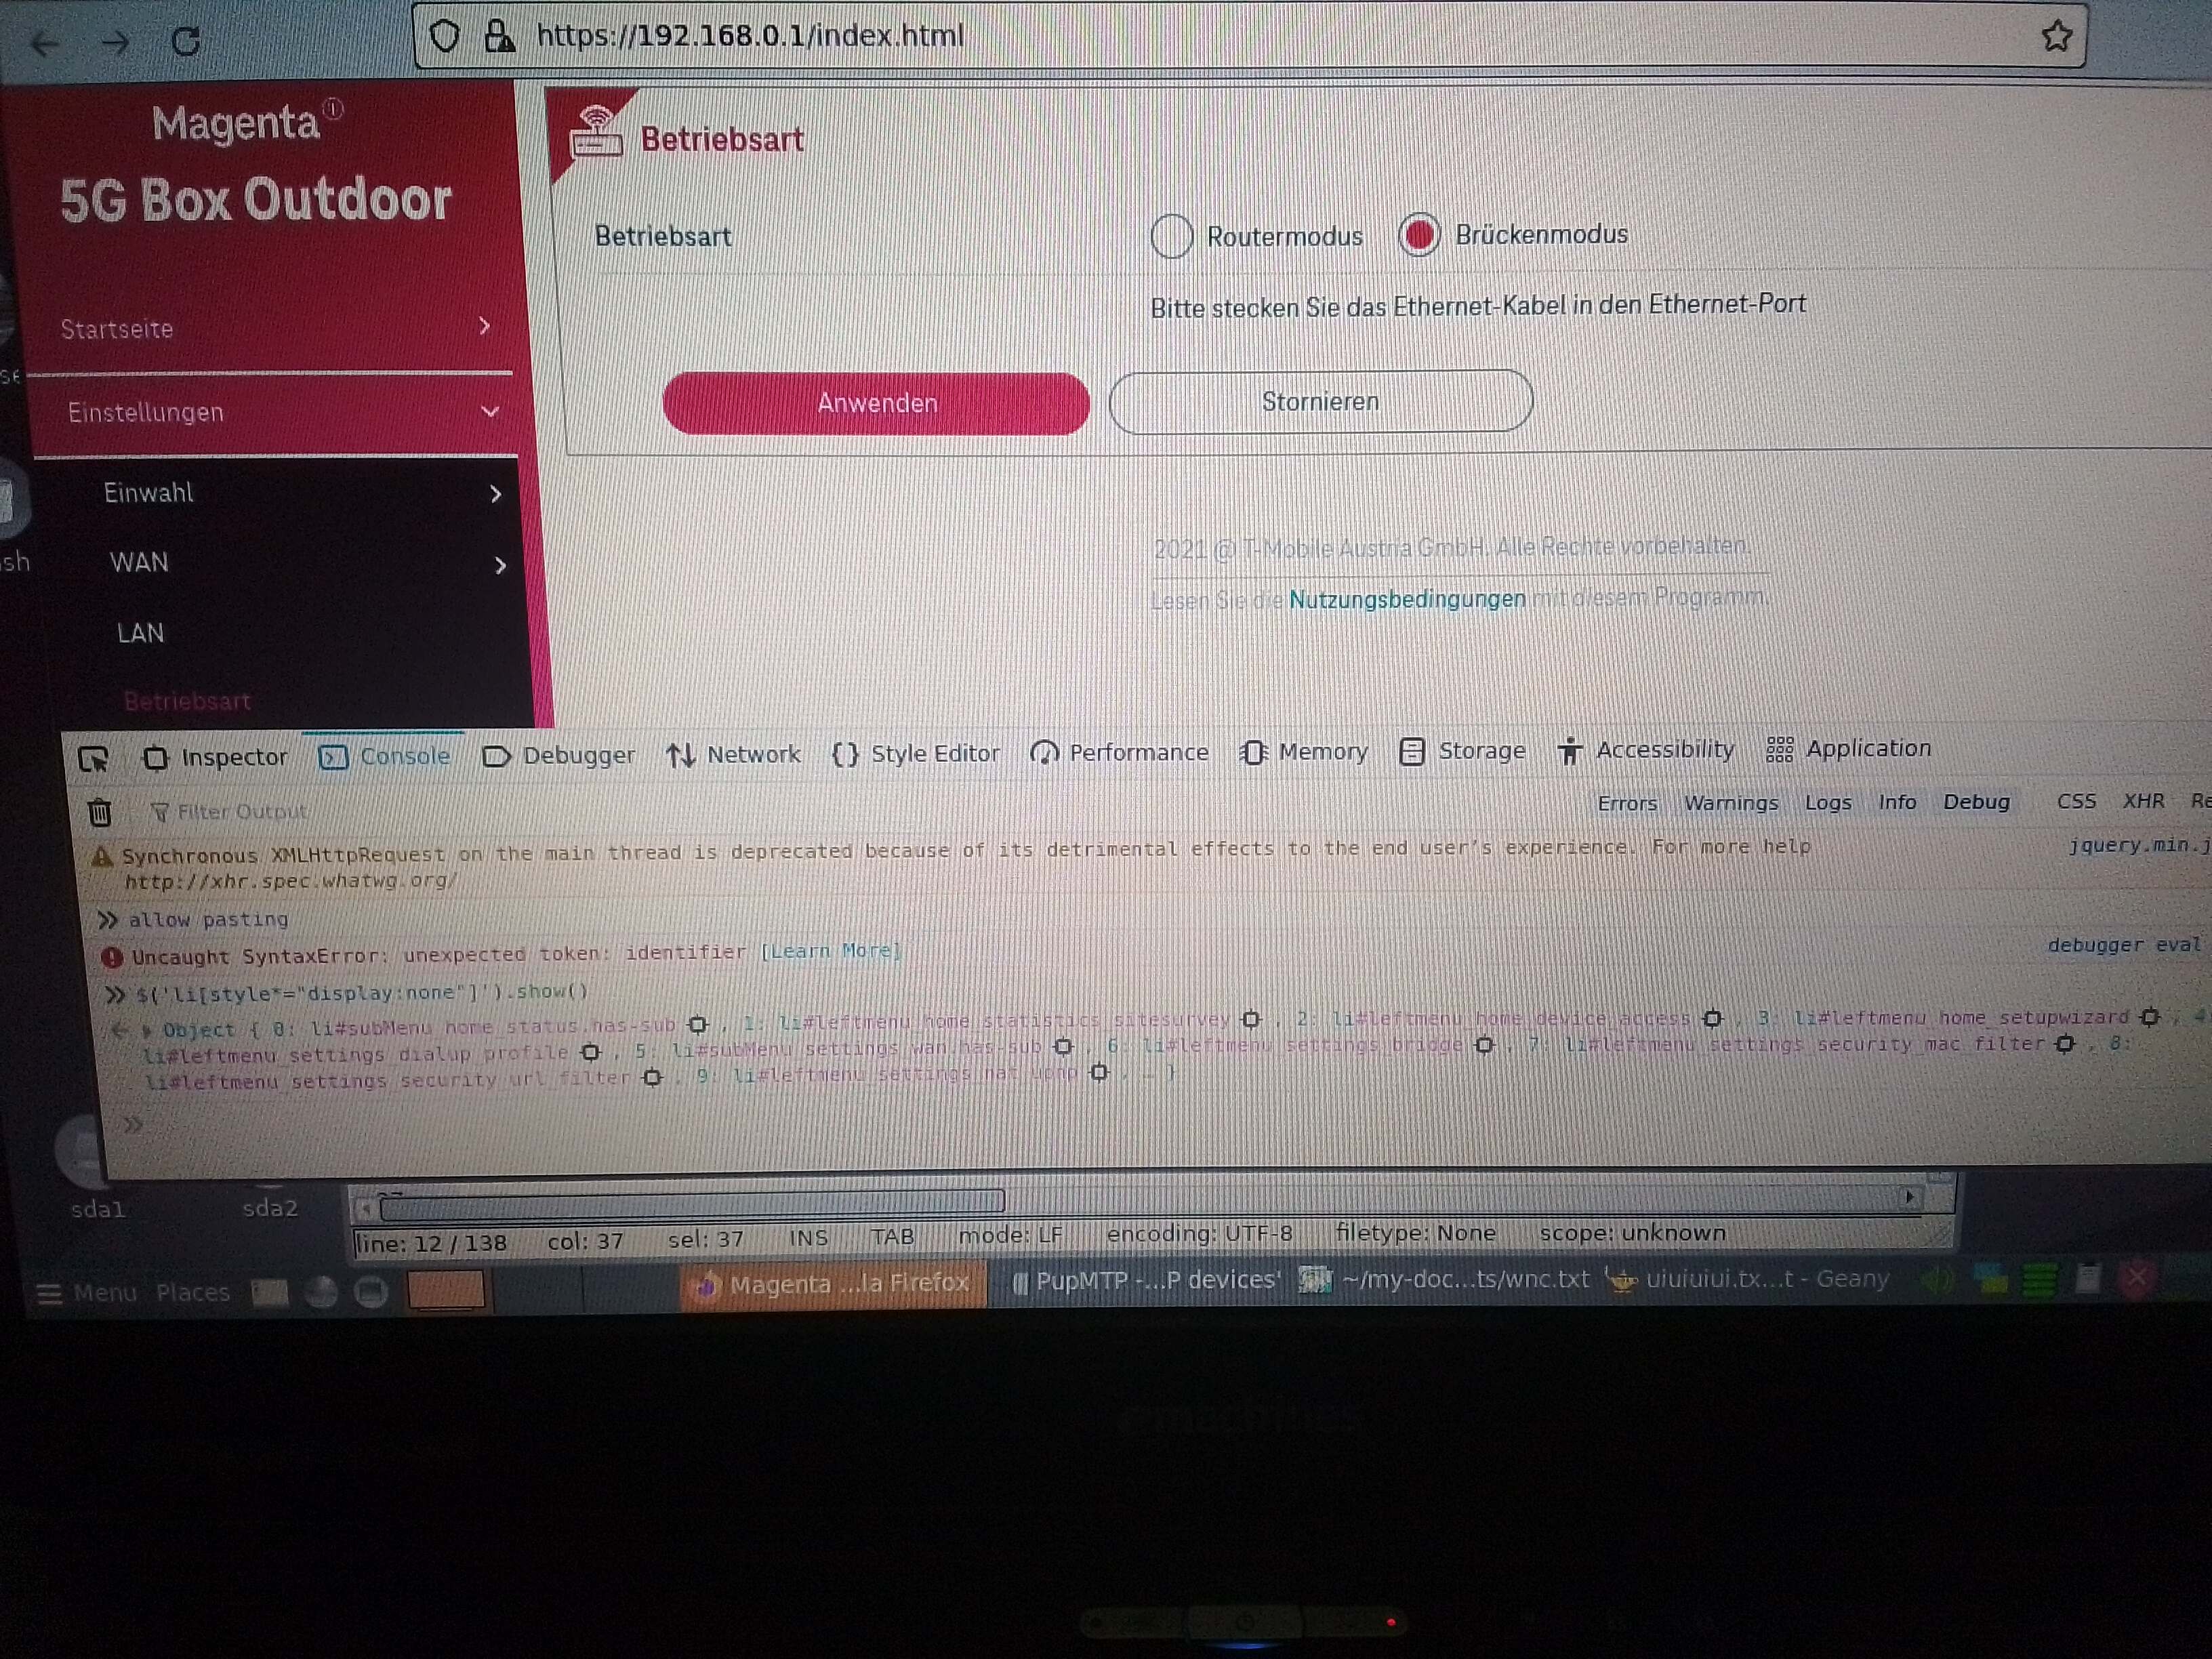 https://192.168.0.1/index.html
Magenta
5G Box Outdoor
Startseite
Einstellungen
Einwahl
WAN
LAN
Betriebsart
Betriebsart
Betriebsart
Routermodus
Brückenmodus
Bitte stecken Sie das Ethernet-Kabel in den Ethernet-Port
Anwenden
Stornieren
2021 @ T-Mobile Austria GmbH. Alle Rechte vorbehalten.
Lesen Sie die Nutzungsbedingungen mit diesem Programm.
Inspector Console Debugger Network {} Style Editor Performance Memory Storage Accessibility Application
Filter Output
Errors Warnings Logs Info Debug CSS XHR Re
Synchronous XMLHttpRequest on the main thread is deprecated because of its detrimental effects to the end user's experience. For more help jquery.min.j
http://xhr.spec.whatwg.org/
» allow pasting
Uncaught SyntaxError: unexpected token: identifier [Learn More] debugger eval
» $('li[style*="display:none"]').show()
Object { 0: li#subMenu_home_status.has-sub , 1: li#leftmenu_home_statistics_sitesurvey , 2: li#leftmenu_home_device_access , 3: li#leftmenu_home_setupwizard , 4:
li#leftmenu_settings_dialup_profile , 5: li#subMenu_settings_wan.has-sub , 6: li#leftmenu_settings_bridge , 7: li#leftmenu_settings_security_mac_filter , 8:
li#leftmenu_settings_security_url_filter , 9: li#leftmenu_settings_nat_upnp , … }
»
se
sh
sda1
sda2
line: 12 / 138 col: 37 sel: 37 INS TAB mode: LF encoding: UTF-8 filetype: None scope: unknown
Menu Places Magenta ...la Firefox PupMTP -...P devices' ~/my-doc...ts/wnc.txt uiuiuiui.tx...t - Geany
emachines